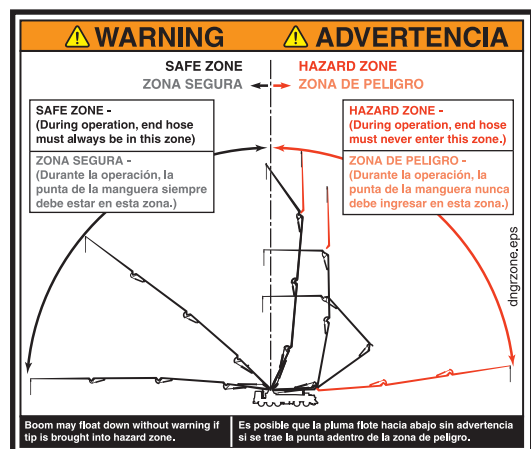 WARNING
ADVERTENCIA
SAFE ZONE
ZONA SEGURA
HAZARD ZONE
ZONA DE PELIGRO
SAFE ZONE -
(During operation, end hose
must always be in this zone)
ZONA SEGURA -
(Durante la operación, la
punta de la manguera siempre
debe estar en esta zona.)
HAZARD ZONE -
(During operation, end hose
must never enter this zone.)
ZONA DE PELIGRO -
(Durante la operación, la
punta de la manguera nunca
debe ingresar en esta zona.)
dngrzone.eps
Boom may float down without warning if
tip is brought into hazard zone.
Es posible que la pluma flote hacia abajo sin advertencia
si se trae la punta adentro de la zona de peligro.